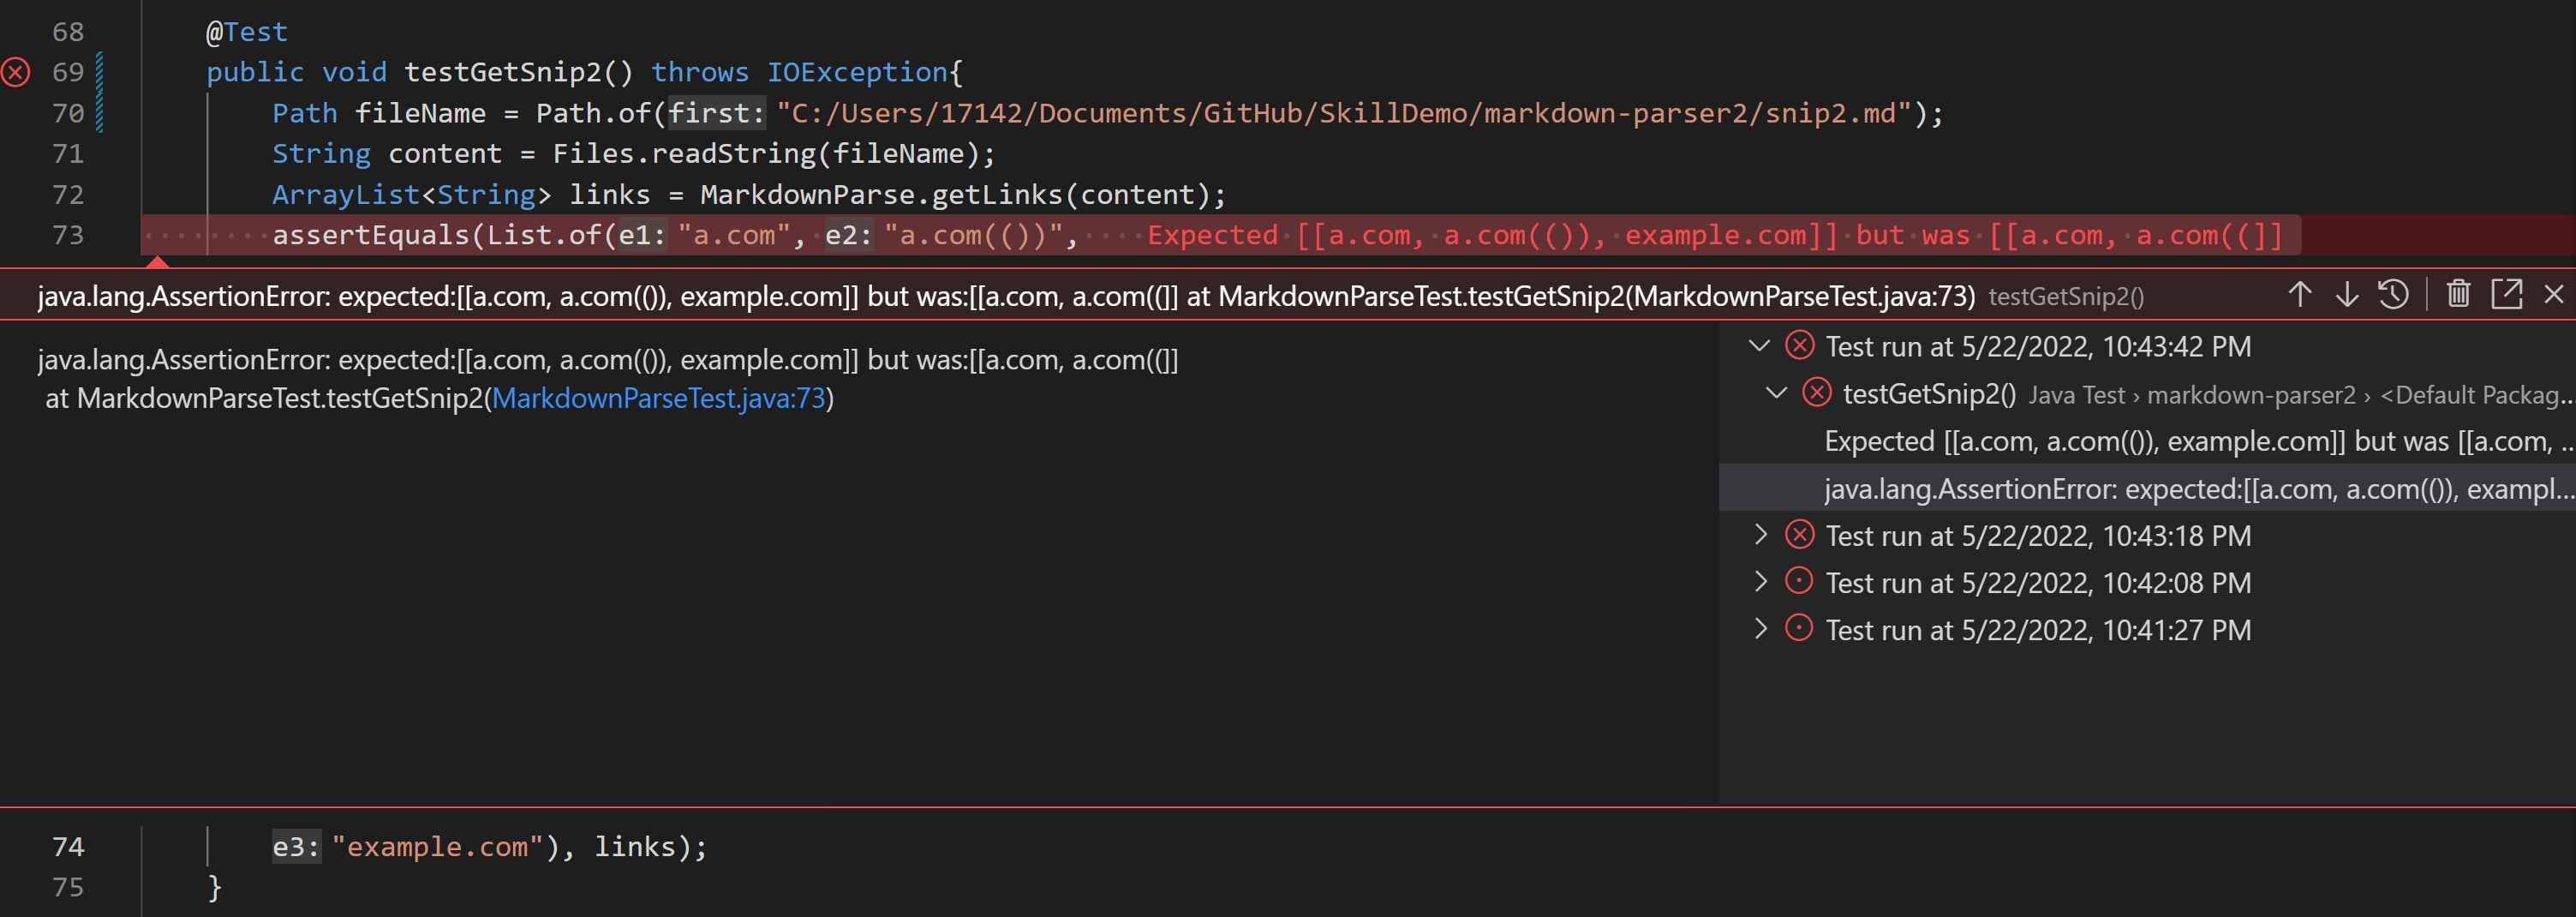 68 @Test
69 public void testGetSnip2() throws IOException{
70 Path fileName = Path.of(first: "C:/Users/17142/Documents/GitHub/SkillDemo/markdown-parser2/snip2.md");
71 String content = Files.readString(fileName);
72 ArrayList<String> links = MarkdownParse.getLinks(content);
73 ········assertEquals(List.of(e1: "a.com",·e2: "a.com(())",····Expected·[[a.com,·a.com(()),·example.com]]·but·was·[[a.com,·a.com((]]
java.lang.AssertionError: expected:[[a.com, a.com(()), example.com]] but was:[[a.com, a.com((]] at MarkdownParseTest.testGetSnip2(MarkdownParseTest.java:73) testGetSnip2()
java.lang.AssertionError: expected:[[a.com, a.com(()), example.com]] but was:[[a.com, a.com((]]
at MarkdownParseTest.testGetSnip2(MarkdownParseTest.java:73)
Test run at 5/22/2022, 10:43:42 PM
testGetSnip2() Java Test › markdown-parser2 › <Default Packag...
Expected [[a.com, a.com(()), example.com]] but was [[a.com, ...
java.lang.AssertionError: expected:[[a.com, a.com(()), exampl...
Test run at 5/22/2022, 10:43:18 PM
Test run at 5/22/2022, 10:42:08 PM
Test run at 5/22/2022, 10:41:27 PM
74 e3: "example.com"), links);
75 }